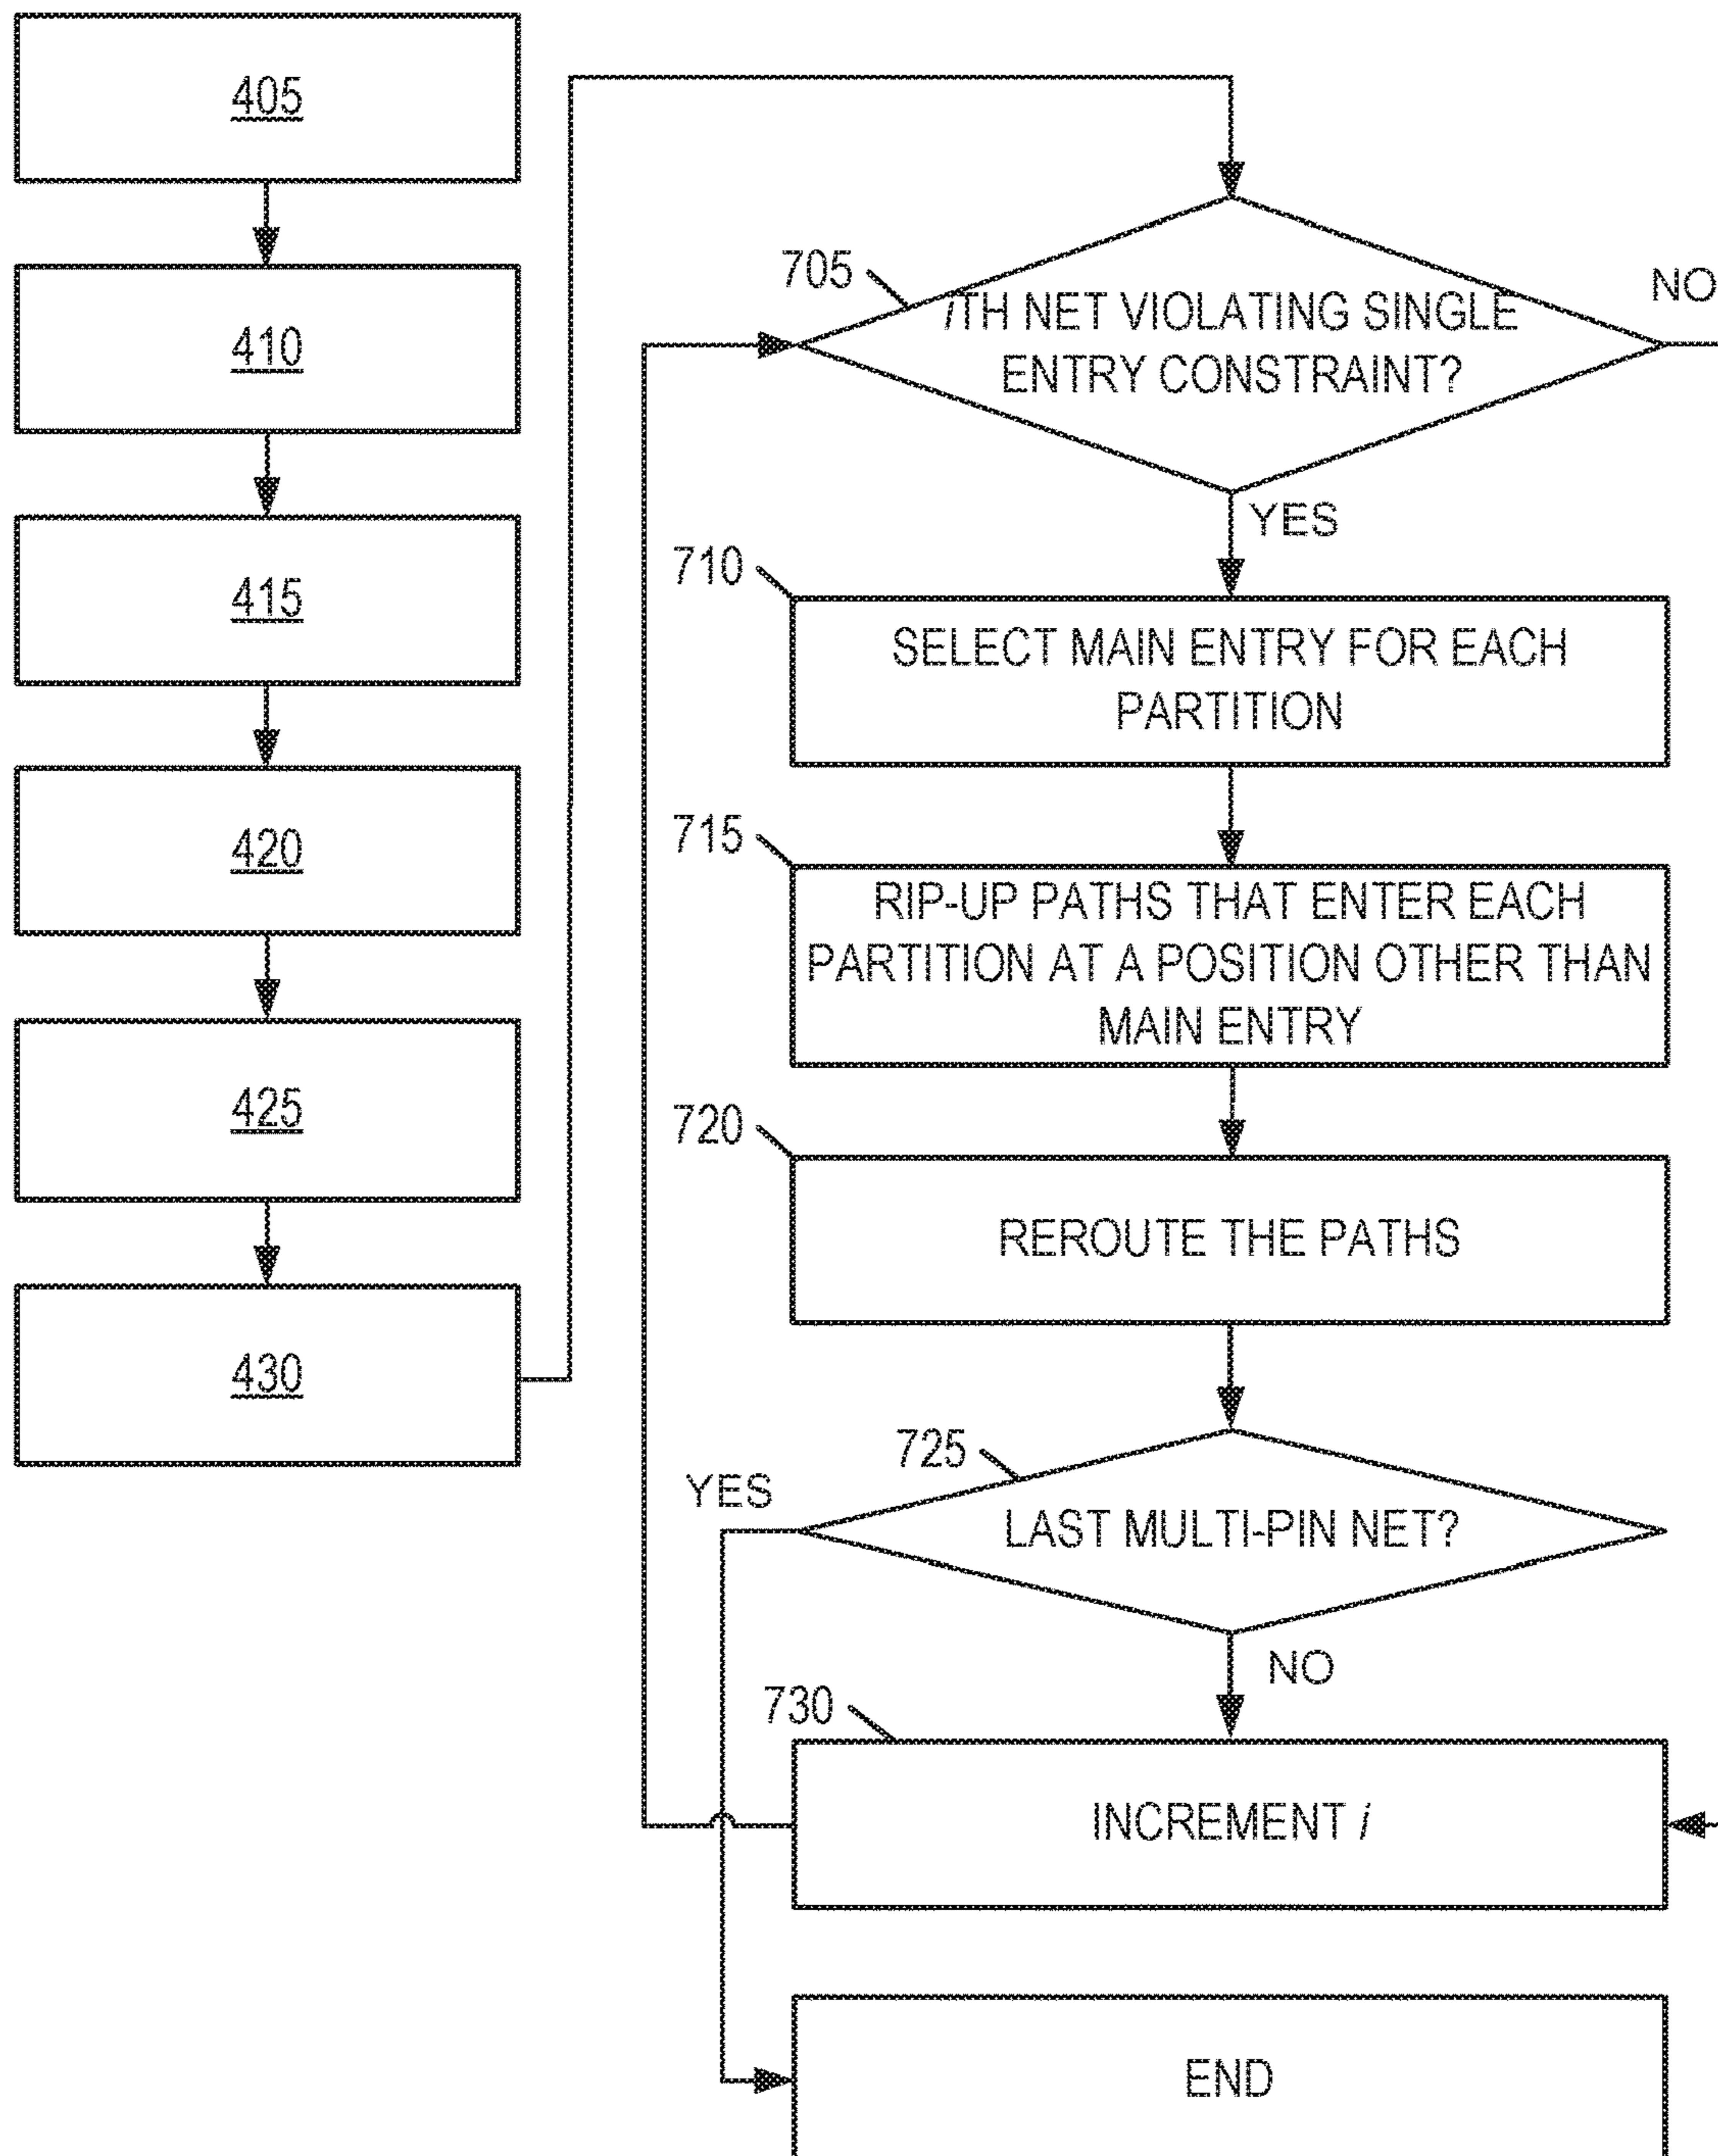 405
410
415
420
425
430
705
iTH NET VIOLATING SINGLE
ENTRY CONSTRAINT?
NO
YES
710
SELECT MAIN ENTRY FOR EACH
PARTITION
715
RIP-UP PATHS THAT ENTER EACH
PARTITION AT A POSITION OTHER THAN
MAIN ENTRY
720
REROUTE THE PATHS
725
YES
LAST MULTI-PIN NET?
NO
730
INCREMENT i
END